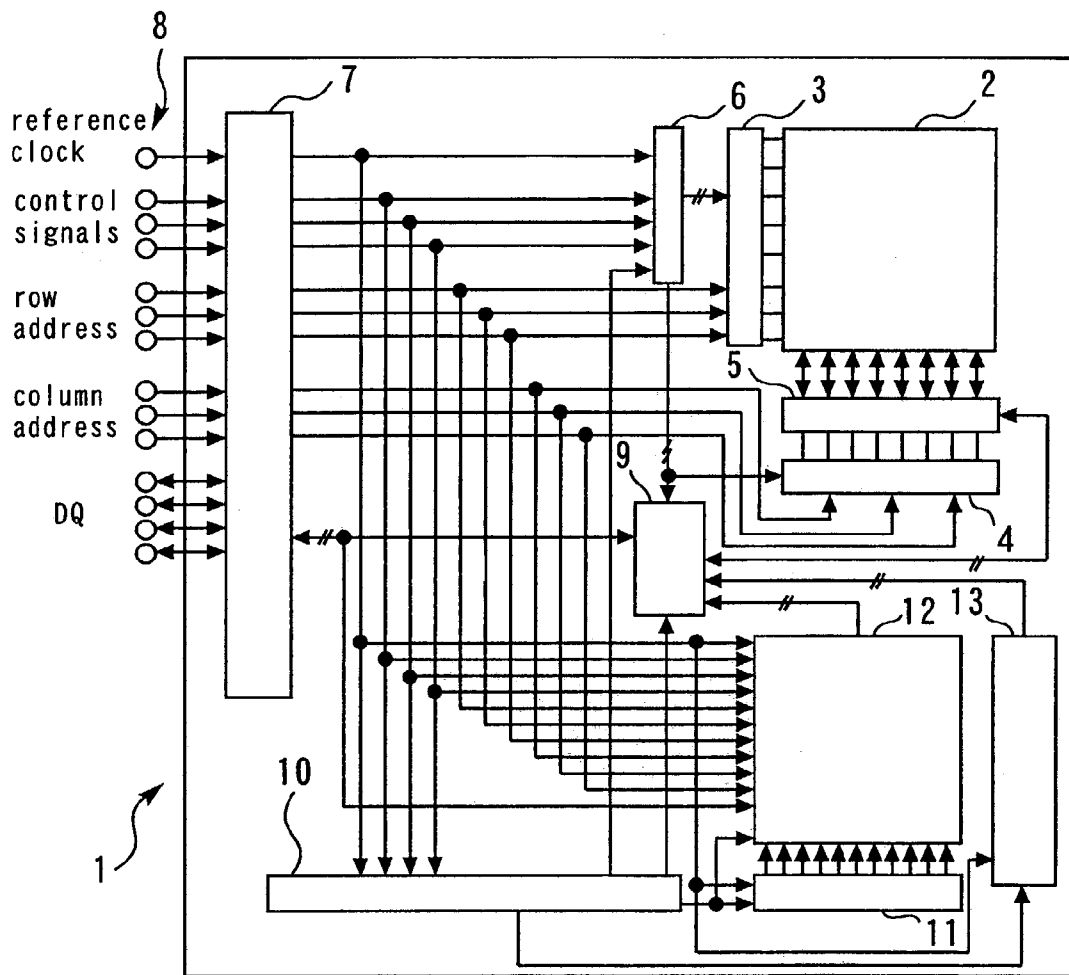 8
7
6
3
2
reference
clock
control
signals
row
address
column
address
DQ
5
4
9
12
13
10
11
1